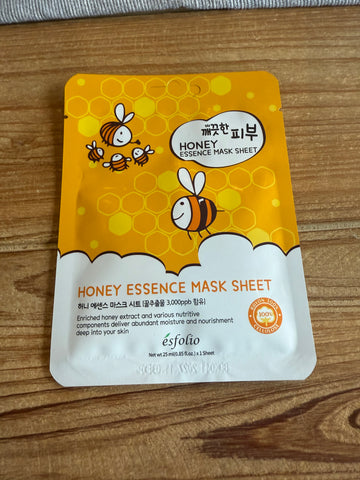 깨끗한 피부
HONEY
ESSENCE MASK SHEET
HONEY ESSENCE MASK SHEET
허니 에센스 마스크 시트 [꿀추출물 3,000ppb 함유]
Enriched honey extract and various nutritive
components deliver abundant moisture and nourishment
deep into your skin
100%
CELLULOSE
ésfolio
Net wt 25 ml (0.85 fl.oz.) x 1 Sheet